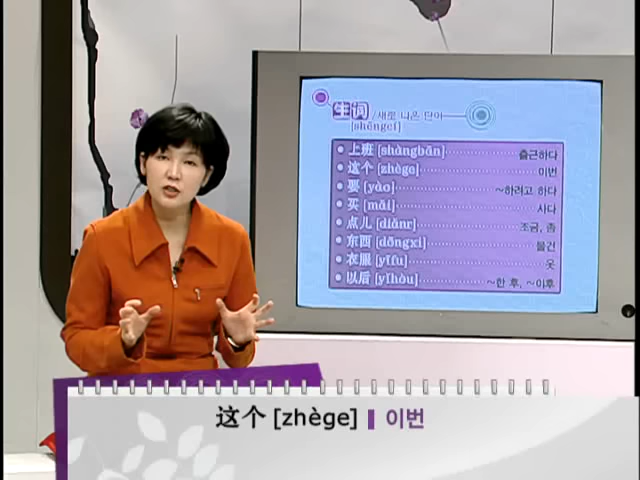 生词 / 새로 나온 단어
[shēngcí]
上班 [shàngbān] 출근하다
这个 [zhège] 이번
要 [yào] ~하려고 하다
买 [mǎi] 사다
点儿 [diǎnr] 조금, 좀
东西 [dōngxi] 물건
衣服 [yīfu] 옷
以后 [yǐhòu] ~한 후, ~이후
这个 [zhège] 이번